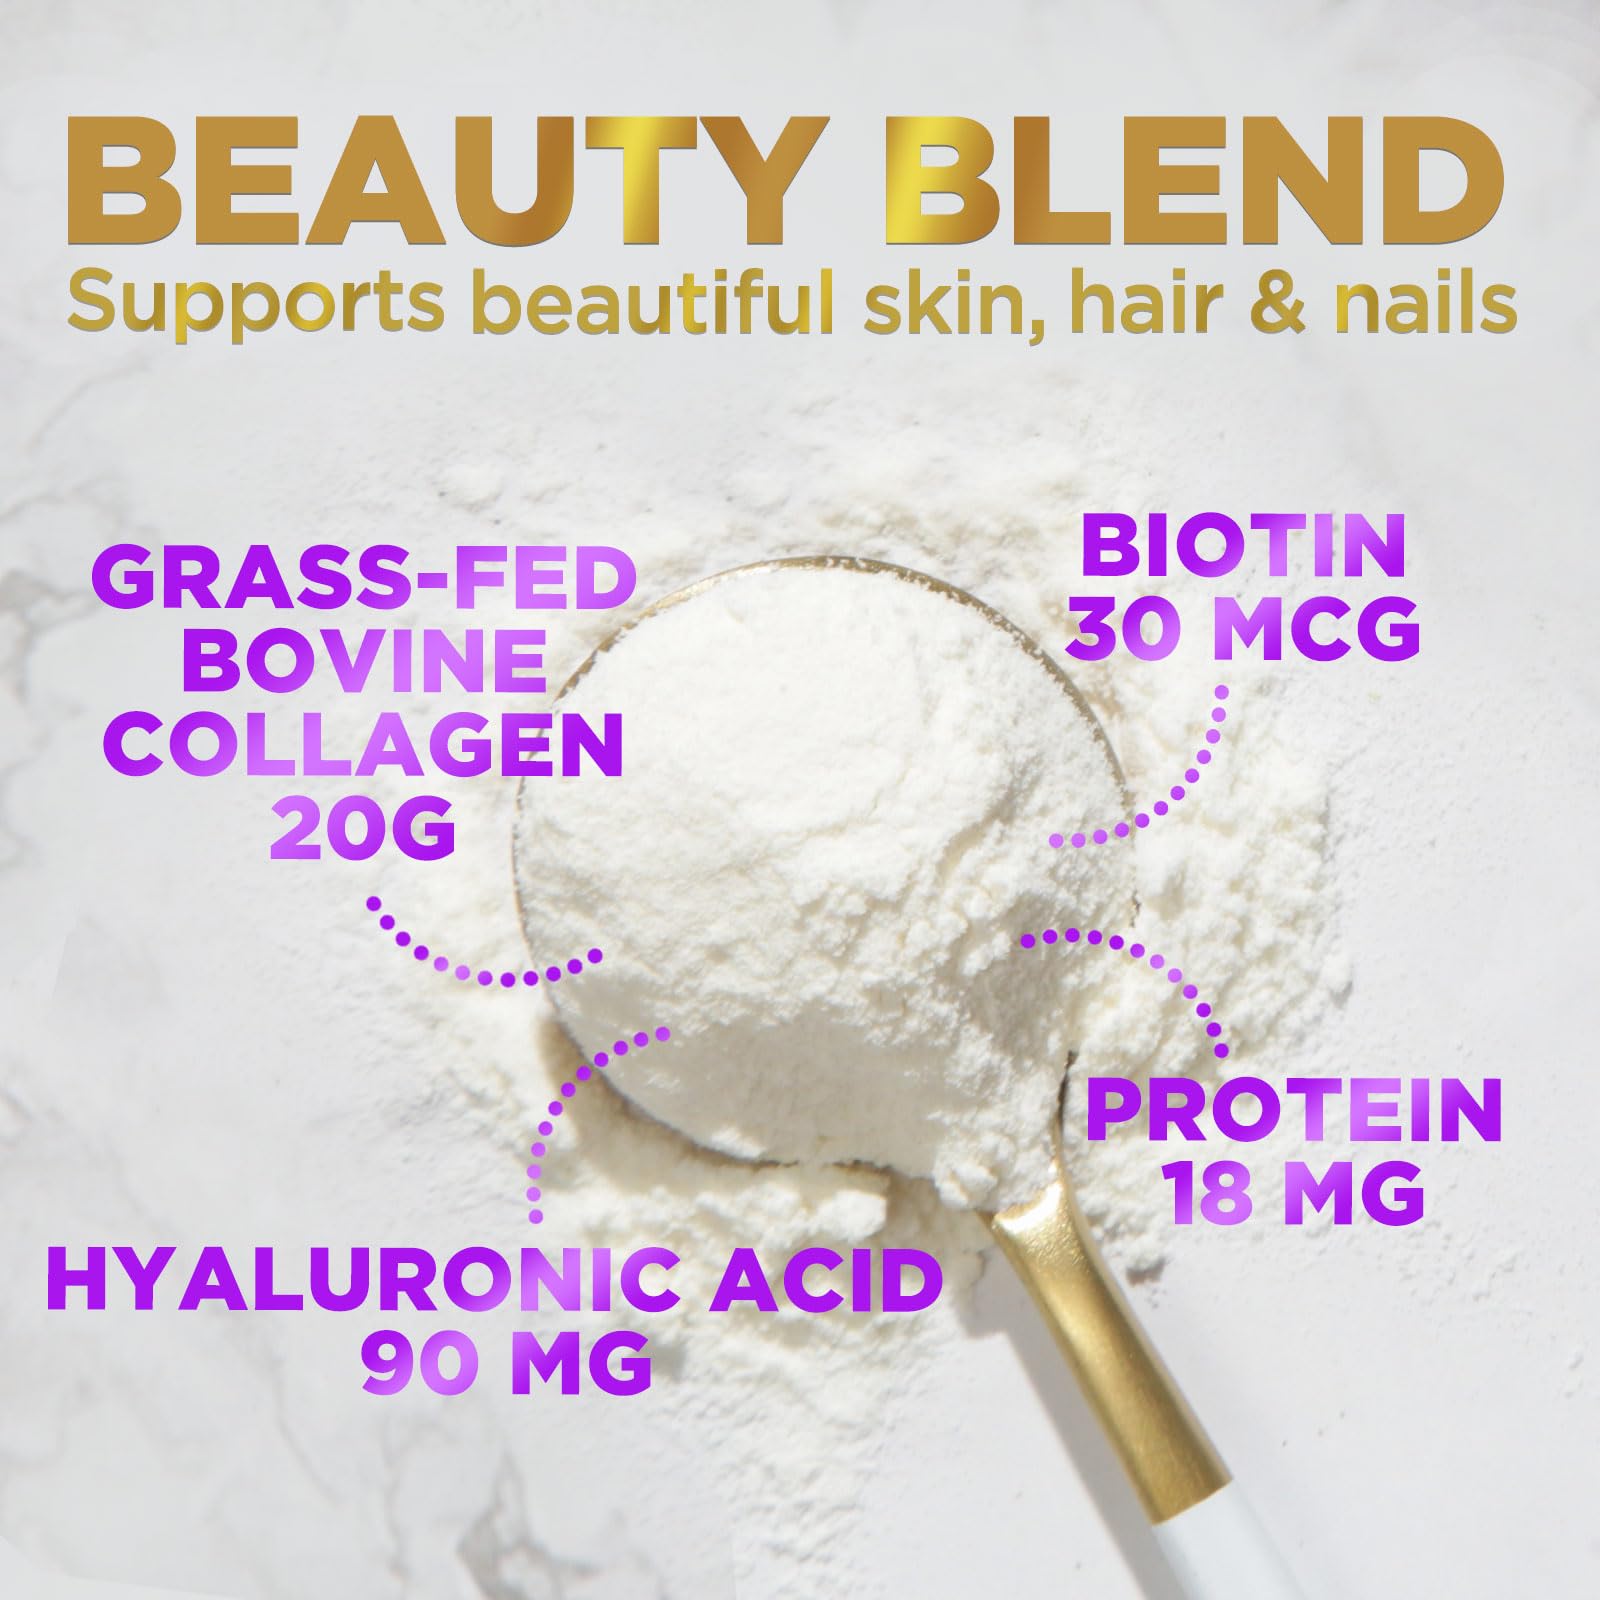 BEAUTY BLEND
Supports beautiful skin, hair & nails
GRASS-FED
BOVINE
COLLAGEN
20G
BIOTIN
30 MCG
PROTEIN
18 MG
HYALURONIC ACID
90 MG